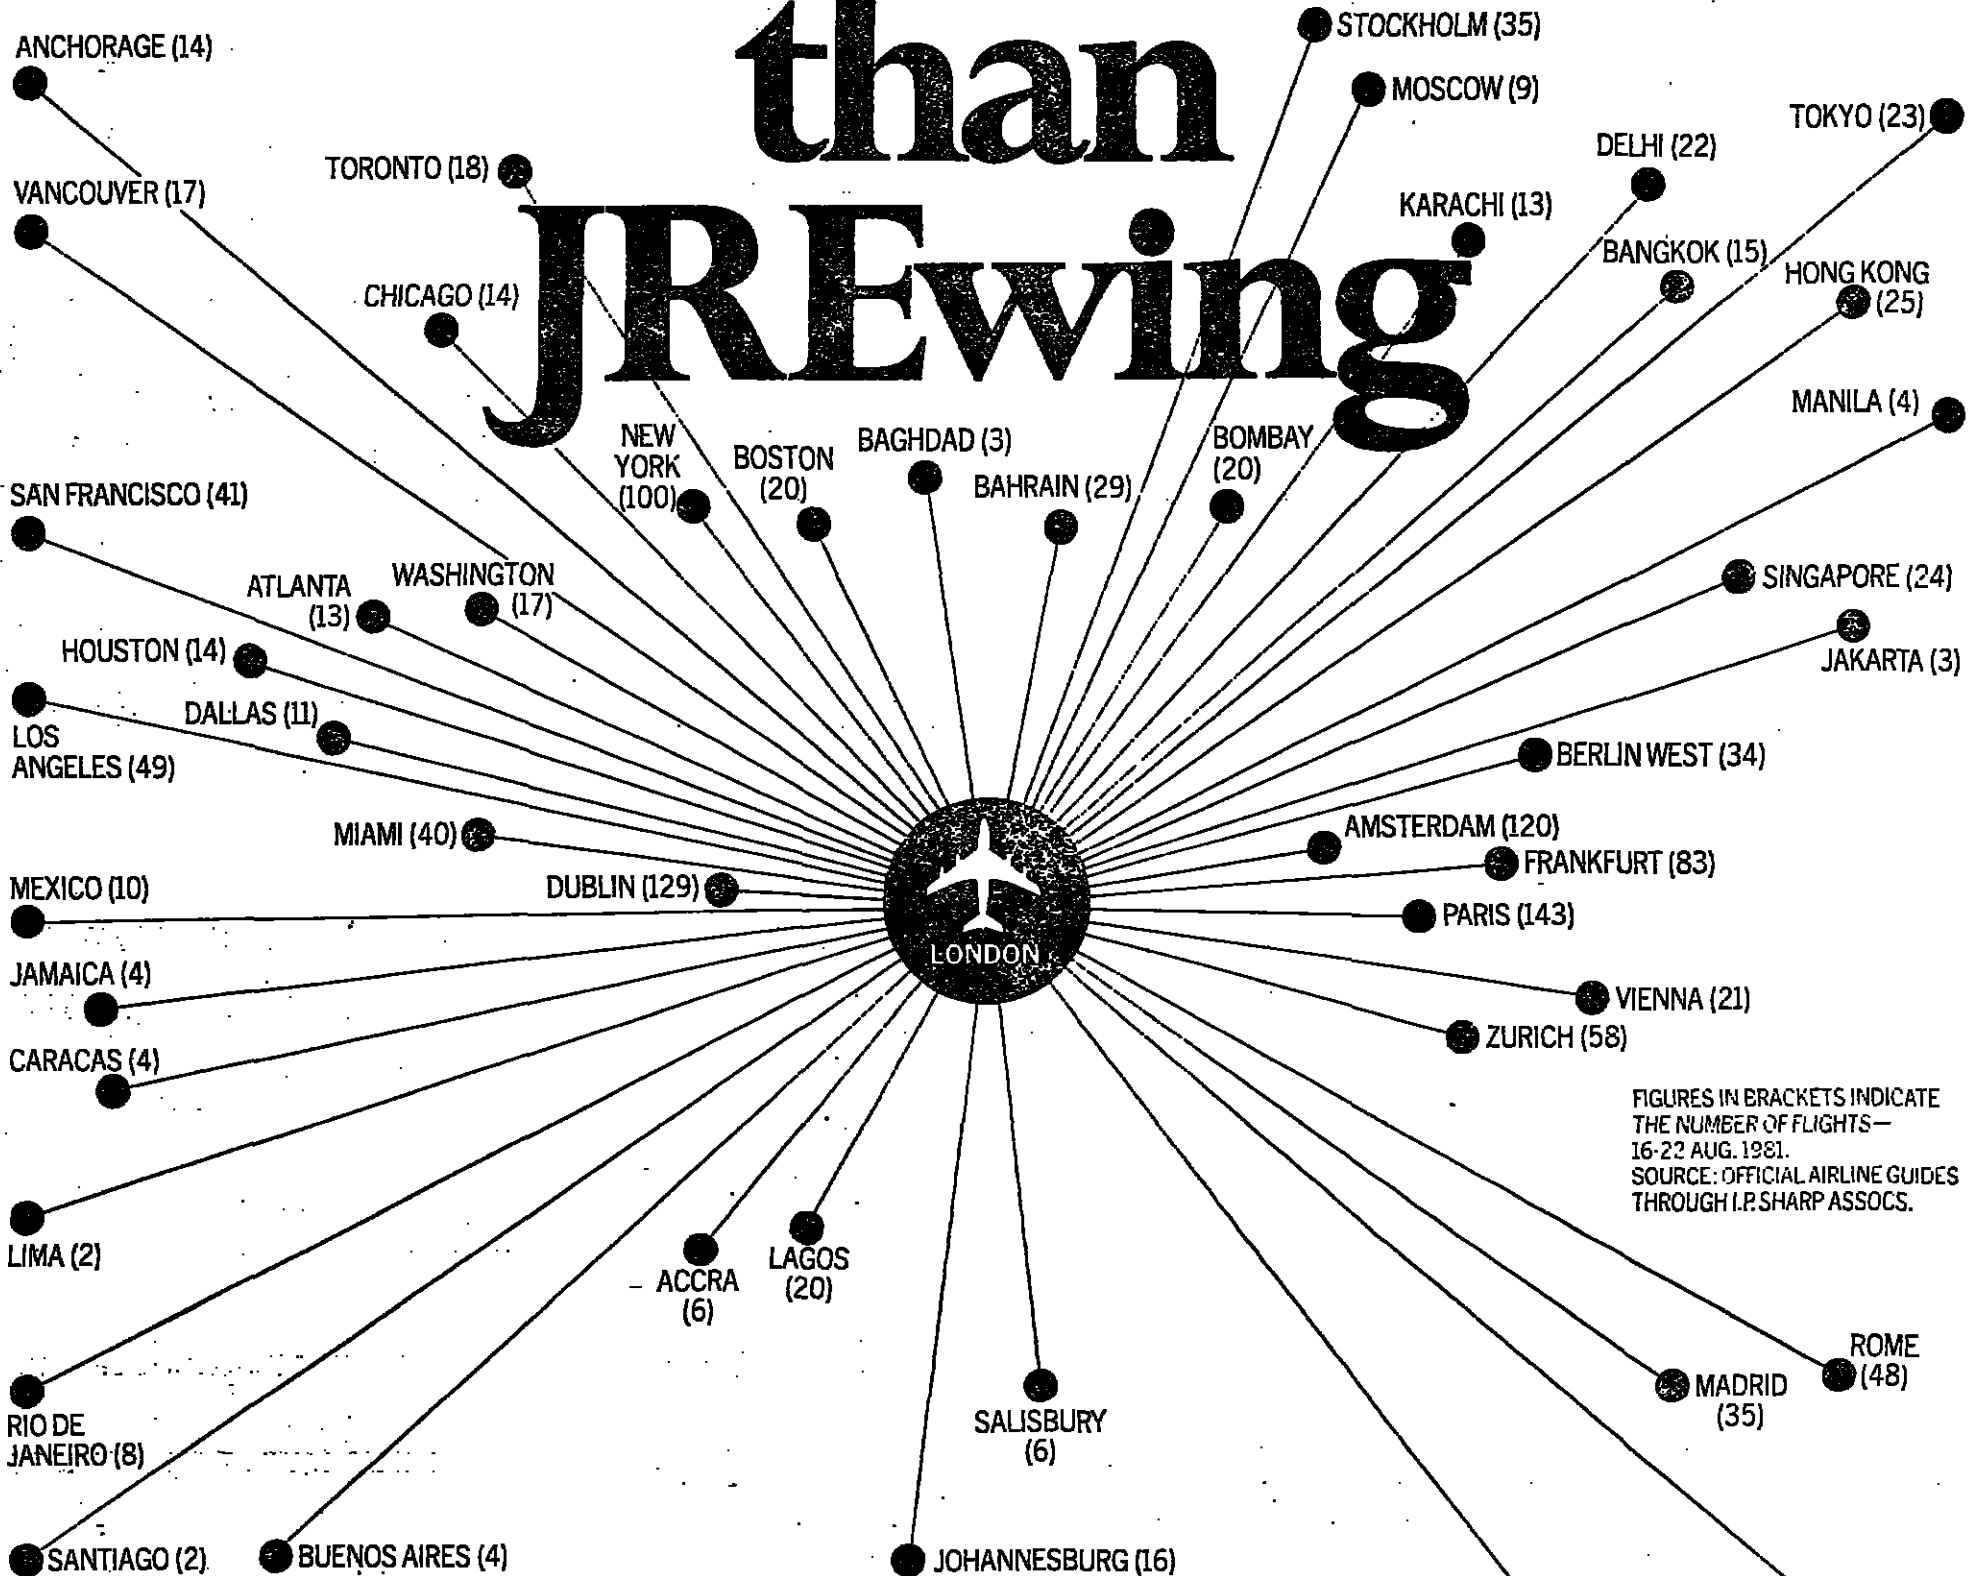 than
JREwing
ANCHORAGE (14)
STOCKHOLM (35)
MOSCOW (9)
TOKYO (23)
DELHI (22)
TORONTO (18)
VANCOUVER (17)
KARACHI (13)
BANGKOK (15)
HONG KONG
(25)
CHICAGO (14)
MANILA (4)
NEW
YORK
(100)
BOSTON
(20)
BAGHDAD (3)
BAHRAIN (29)
BOMBAY
(20)
SAN FRANCISCO (41)
ATLANTA
(13)
WASHINGTON
(17)
SINGAPORE (24)
HOUSTON (14)
JAKARTA (3)
DALLAS (11)
LOS
ANGELES (49)
BERLIN WEST (34)
MIAMI (40)
AMSTERDAM (120)
FRANKFURT (83)
MEXICO (10)
DUBLIN (129)
PARIS (143)
LONDON
JAMAICA (4)
VIENNA (21)
ZURICH (58)
CARACAS (4)
FIGURES IN BRACKETS INDICATE
THE NUMBER OF FLIGHTS—
16-22 AUG. 1981.
SOURCE: OFFICIAL AIRLINE GUIDES
THROUGH I.P. SHARP ASSOCS.
LIMA (2)
ACCRA
(6)
LAGOS
(20)
ROME
(48)
MADRID
(35)
RIO DE
JANEIRO (8)
SALISBURY
(6)
SANTIAGO (2)
BUENOS AIRES (4)
JOHANNESBURG (16)